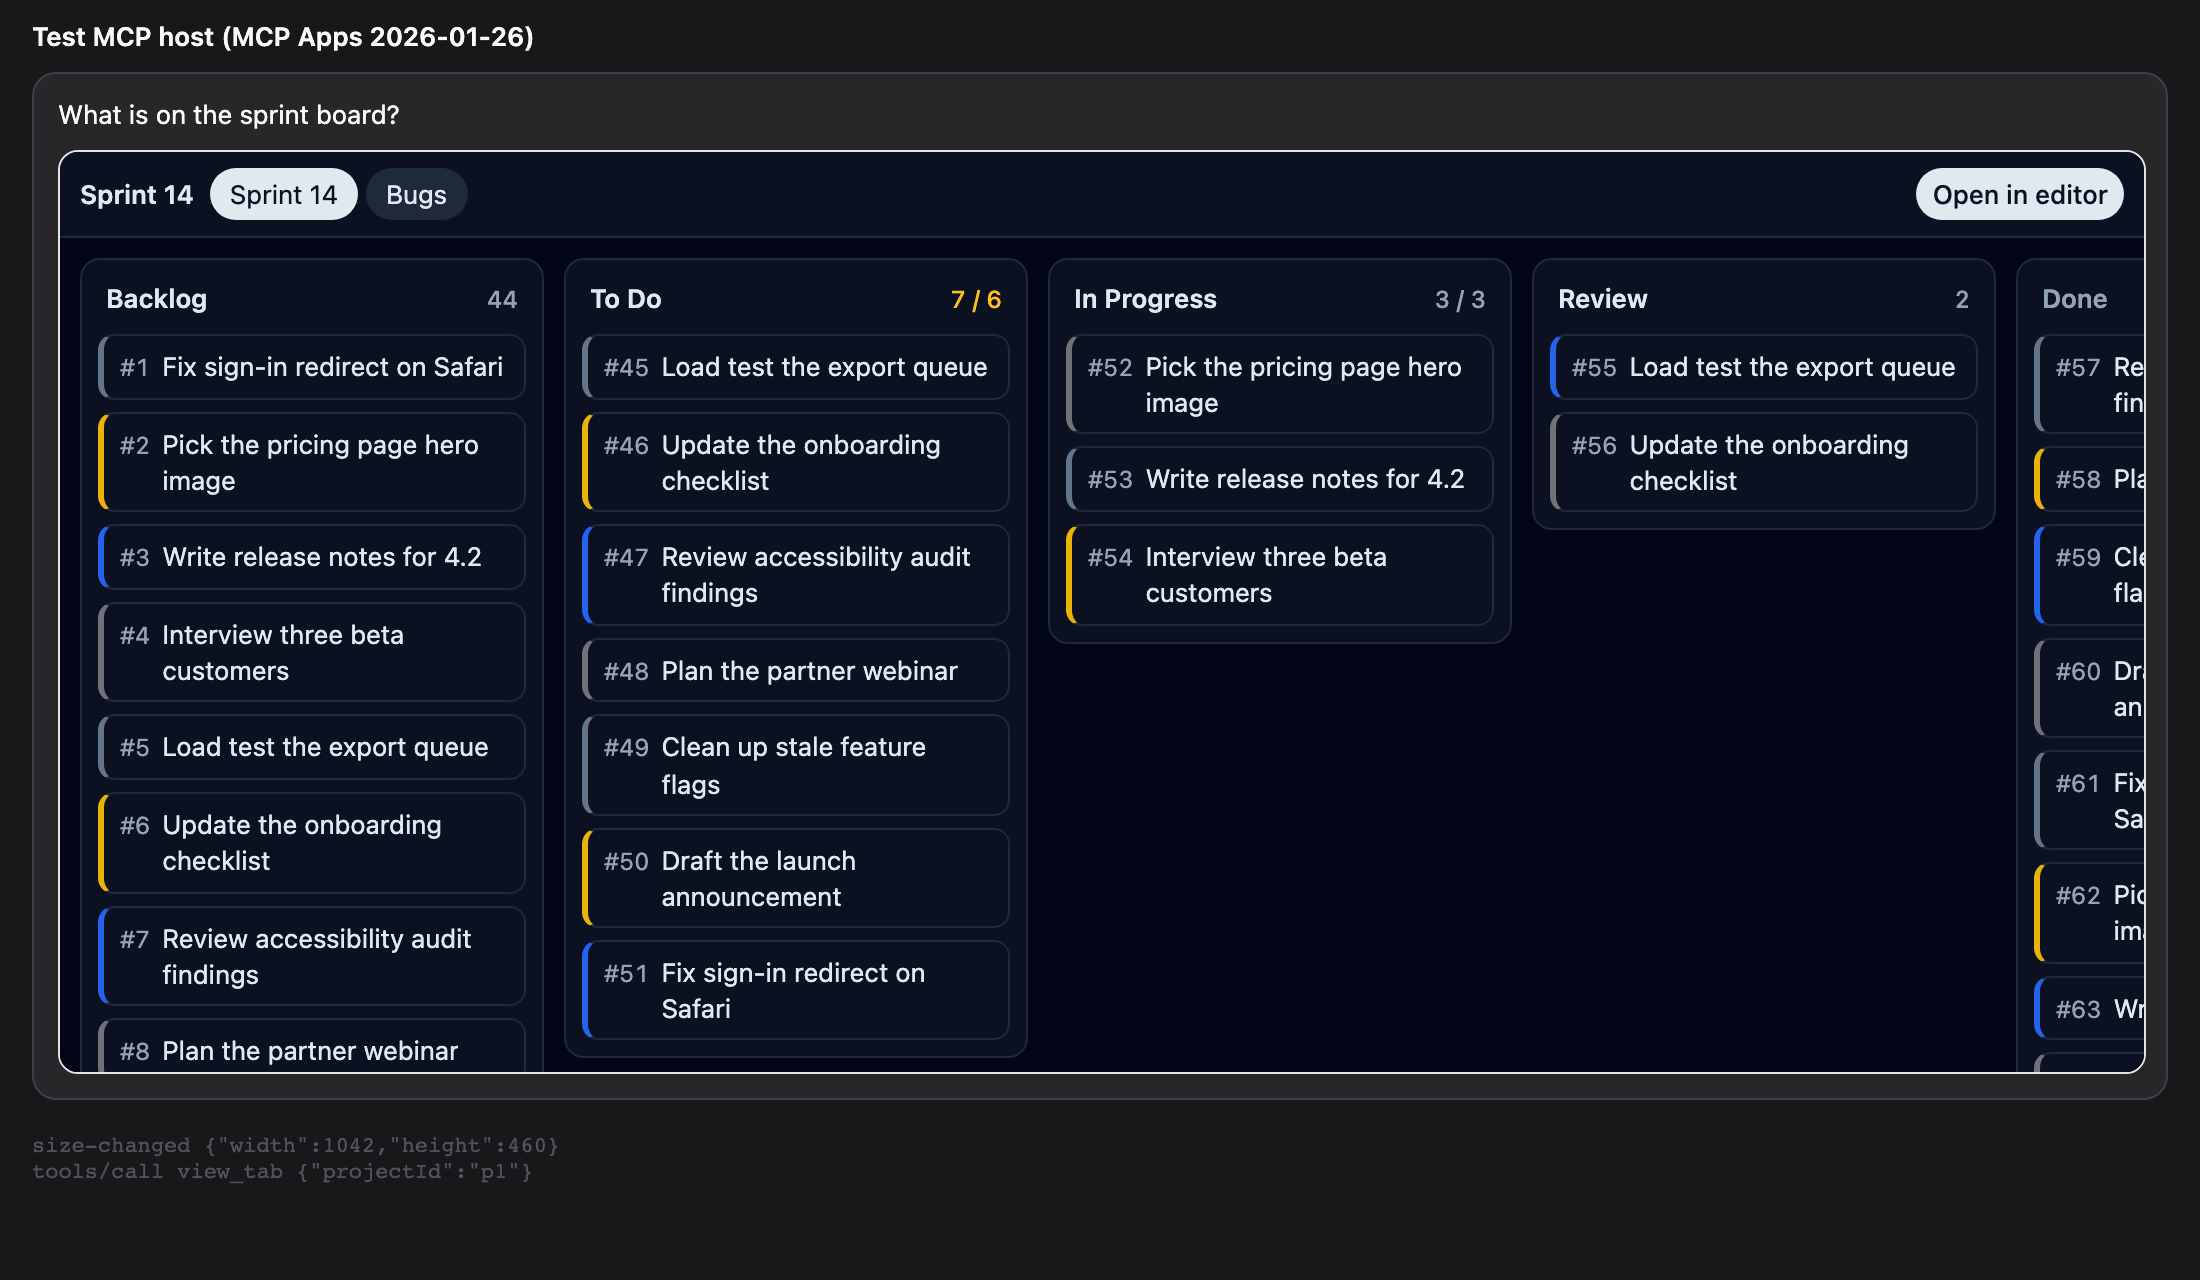 Test MCP host (MCP Apps 2026-01-26)
What is on the sprint board?
Sprint 14
Sprint 14
Bugs
Open in editor
Backlog
44
#1 Fix sign-in redirect on Safari
#2 Pick the pricing page hero
image
#3 Write release notes for 4.2
#4 Interview three beta
customers
#5 Load test the export queue
#6 Update the onboarding
checklist
#7 Review accessibility audit
findings
#8 Plan the partner webinar
To Do
7 / 6
#45 Load test the export queue
#46 Update the onboarding
checklist
#47 Review accessibility audit
findings
#48 Plan the partner webinar
#49 Clean up stale feature
flags
#50 Draft the launch
announcement
#51 Fix sign-in redirect on
Safari
In Progress
3 / 3
#52 Pick the pricing page hero
image
#53 Write release notes for 4.2
#54 Interview three beta
customers
Review
2
#55 Load test the export queue
#56 Update the onboarding
checklist
Done
#57
#58
#59
#60
#61
#62
#63
size-changed {"width":1042,"height":460}
tools/call view_tab {"projectId":"p1"}